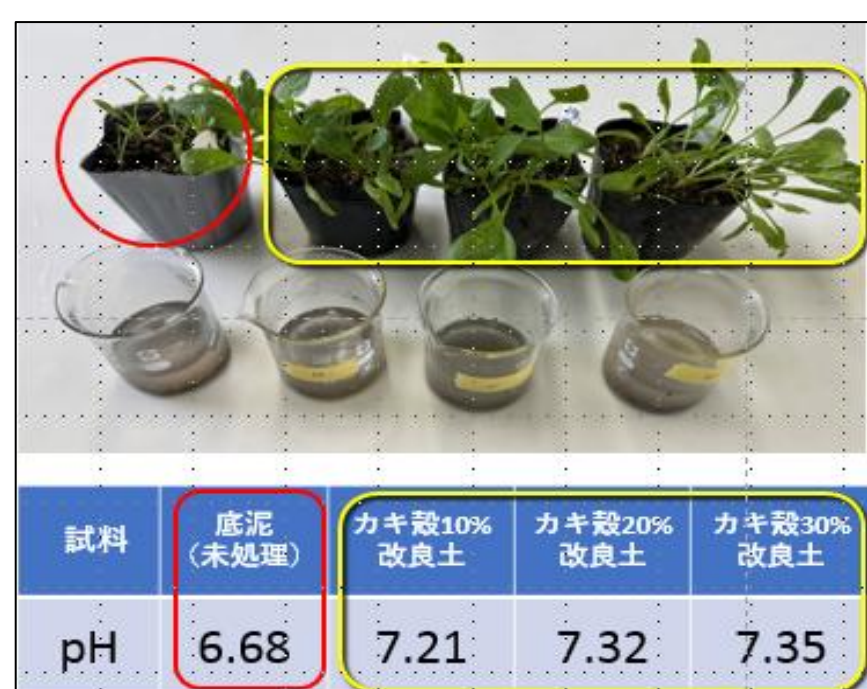 試料
底泥
（未処理）
カキ殻10%
改良土
カキ殻20%
改良土
カキ殻30%
改良土
pH 6.68 7.21 7.32 7.35